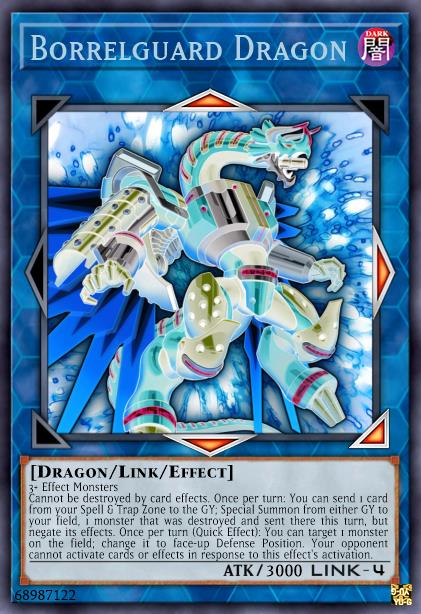 Borrelguard Dragon
DARK
闇
[Dragon/Link/Effect]
3+ Effect Monsters
Cannot be destroyed by card effects. Once per turn: You can send 1 card
from your Spell & Trap Zone to the GY; Special Summon from either GY to
your field, 1 monster that was destroyed and sent there this turn, but
negate its effects. Once per turn (Quick Effect): You can target 1 monster
on the field; change it to face-up Defense Position. Your opponent
cannot activate cards or effects in response to this effect's activation.
ATK/3000 LINK-4
68987122